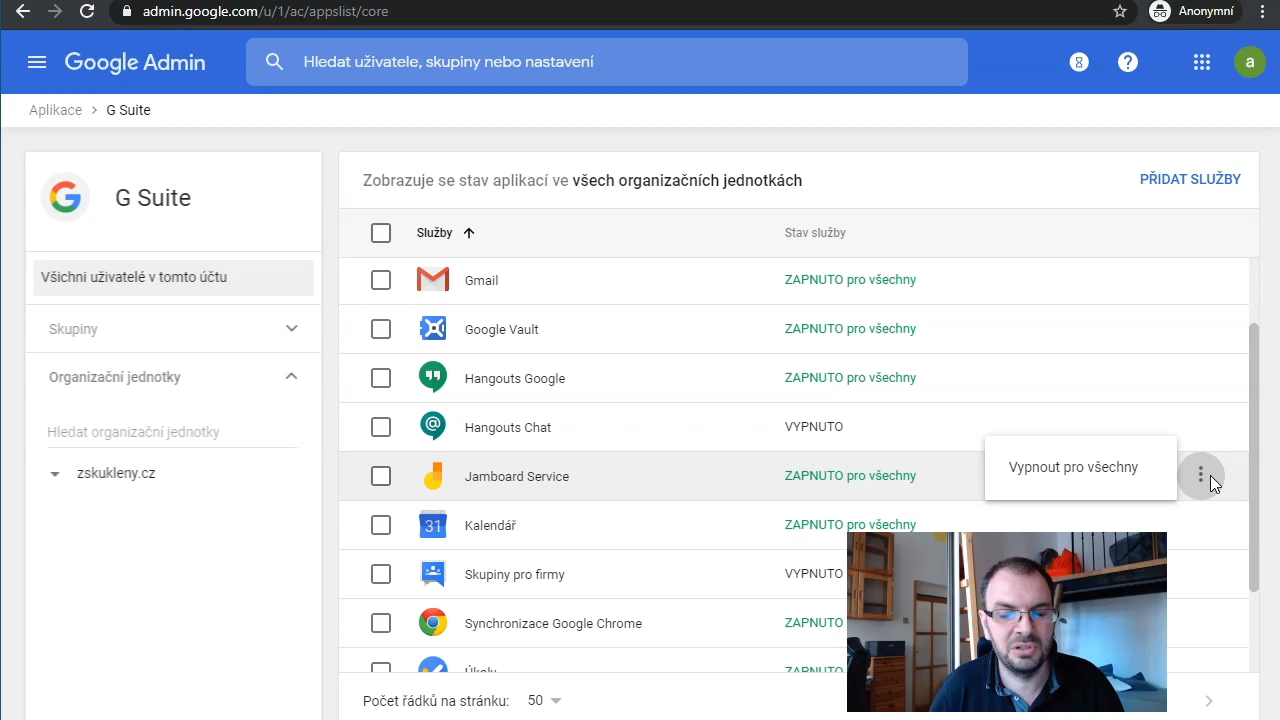 admin.google.com/u/1/ac/appslist/core
Anonymní
Google Admin
Hledat uživatele, skupiny nebo nastavení
a
Aplikace > G Suite
G Suite
Všichni uživatelé v tomto účtu
Skupiny
Organizační jednotky
Hledat organizační jednotky
zskukleny.cz
Zobrazuje se stav aplikací ve všech organizačních jednotkách
PŘIDAT SLUŽBY
Služby
Stav služby
Gmail
ZAPNUTO pro všechny
Google Vault
ZAPNUTO pro všechny
Hangouts Google
ZAPNUTO pro všechny
Hangouts Chat
VYPNUTO
Jamboard Service
ZAPNUTO pro všechny
Vypnout pro všechny
31
Kalendář
ZAPNUTO pro všechny
Skupiny pro firmy
VYPNUTO
Synchronizace Google Chrome
ZAPNUTO
Úkoly
ZAPNUTO
Počet řádků na stránku: 50